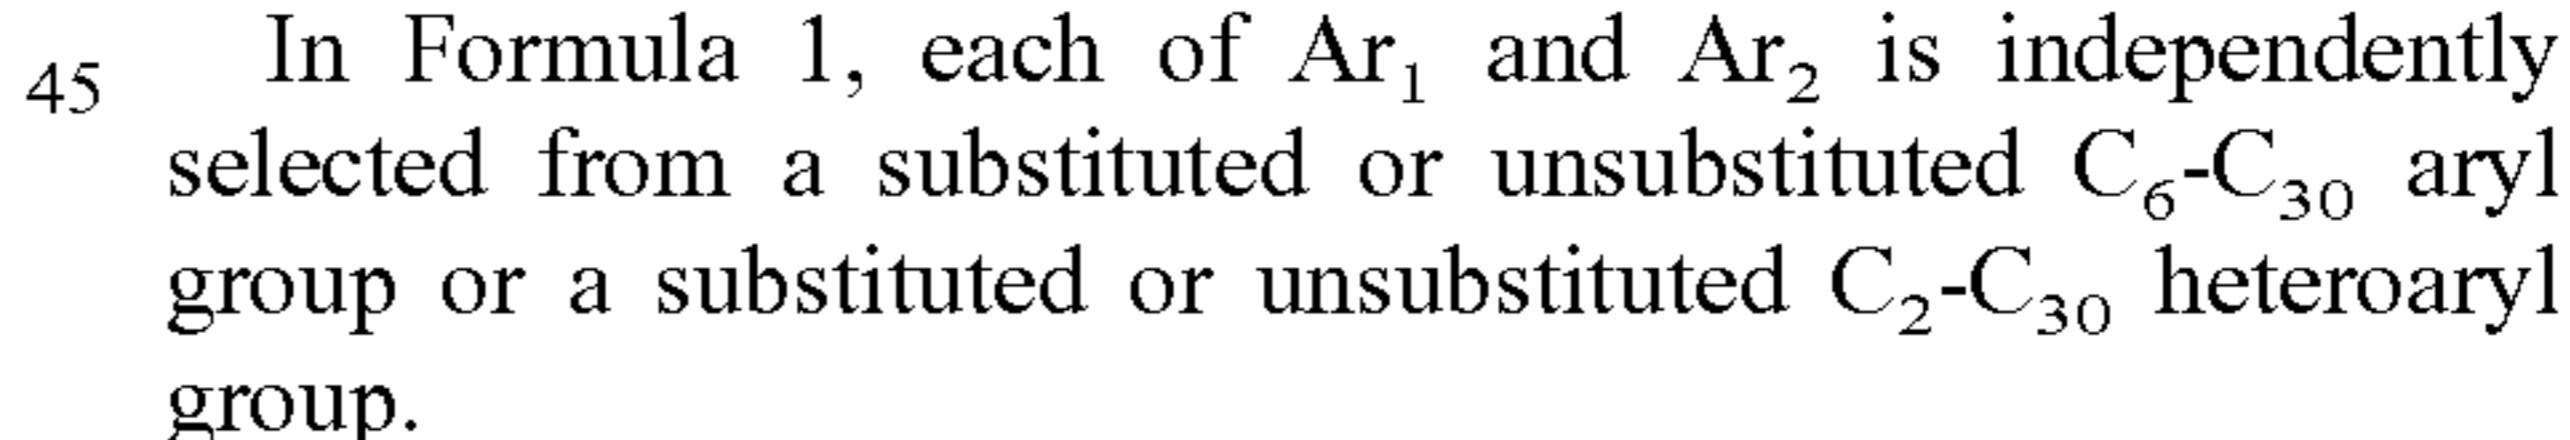 45 In Formula 1, each of Ar₁ and Ar₂ is independently
selected from a substituted or unsubstituted C₆-C₃₀ aryl
group or a substituted or unsubstituted C₂-C₃₀ heteroaryl
group.